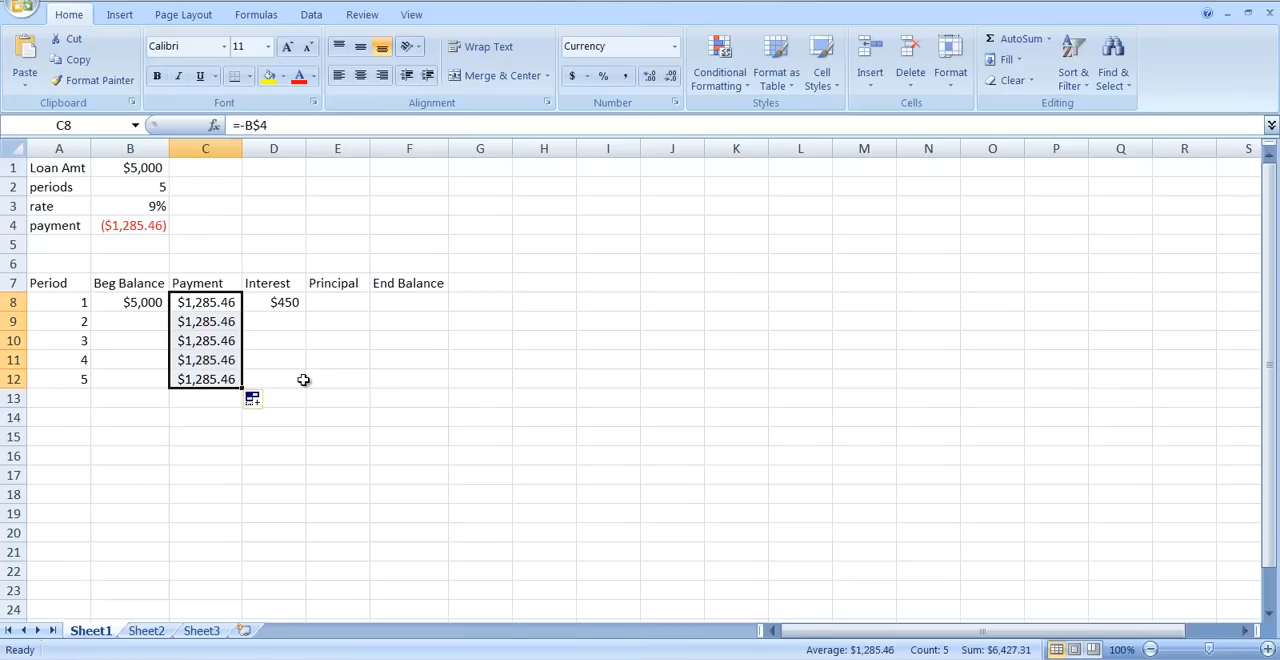 Home Insert Page Layout Formulas Data Review View
Cut
Copy
Format Painter
Paste
Clipboard
Calibri 11
B I U
Font
Wrap Text
Merge & Center
Alignment
Currency
$ % ,
Number
Conditional Formatting
Format as Table
Cell Styles
Styles
Insert Delete Format
Cells
AutoSum
Fill
Clear
Sort & Filter
Find & Select
Editing
C8 fx =-B$4
A B C D E F G H I J K L M N O P Q R S
1 Loan Amt $5,000
2 periods 5
3 rate 9%
4 payment ($1,285.46)
5
6
7 Period Beg Balance Payment Interest Principal End Balance
8 1 $5,000 $1,285.46 $450
9 2 $1,285.46
10 3 $1,285.46
11 4 $1,285.46
12 5 $1,285.46
13
14
15
16
17
18
19
20
21
22
23
24
Sheet1 Sheet2 Sheet3
Ready Average: $1,285.46 Count: 5 Sum: $6,427.31 100%